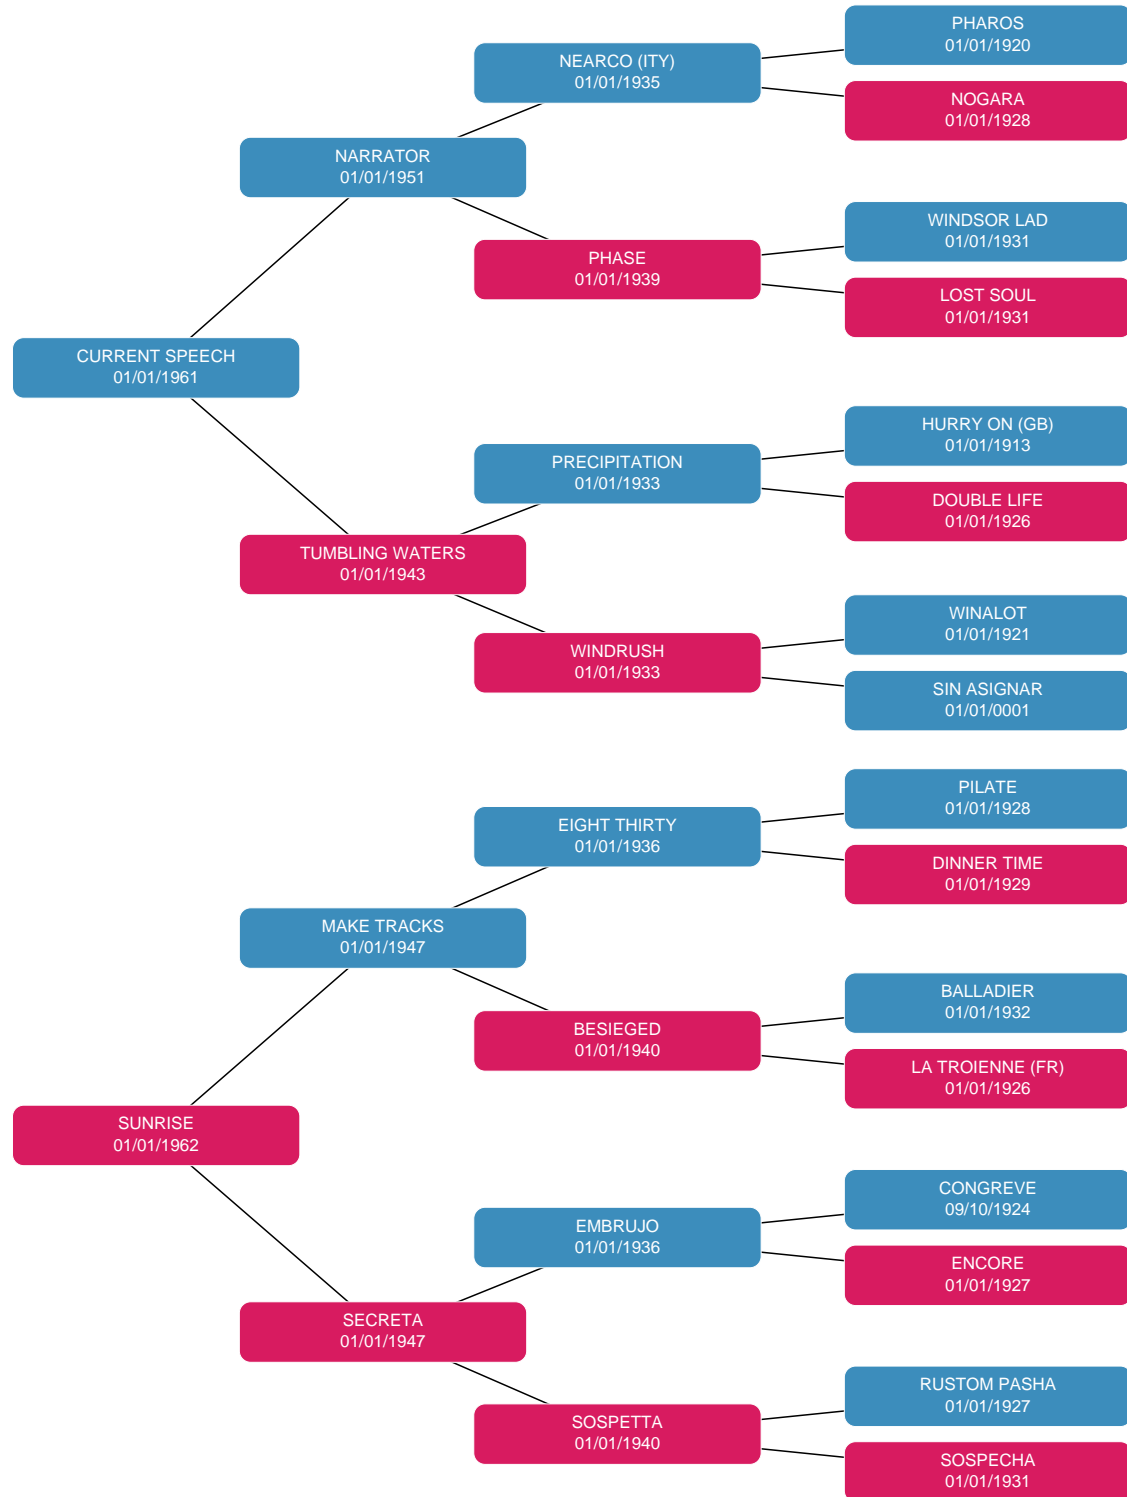 PHAROS
01/01/1920
NEARCO (ITY)
01/01/1935
NOGARA
01/01/1928
NARRATOR
01/01/1951
WINDSOR LAD
01/01/1931
PHASE
01/01/1939
LOST SOUL
01/01/1931
CURRENT SPEECH
01/01/1961
HURRY ON (GB)
01/01/1913
PRECIPITATION
01/01/1933
DOUBLE LIFE
01/01/1926
TUMBLING WATERS
01/01/1943
WINALOT
01/01/1921
WINDRUSH
01/01/1933
SIN ASIGNAR
01/01/0001
PILATE
01/01/1928
EIGHT THIRTY
01/01/1936
DINNER TIME
01/01/1929
MAKE TRACKS
01/01/1947
BALLADIER
01/01/1932
BESIEGED
01/01/1940
LA TROIENNE (FR)
01/01/1926
SUNRISE
01/01/1962
CONGREVE
09/10/1924
EMBRUJO
01/01/1936
ENCORE
01/01/1927
SECRETA
01/01/1947
RUSTOM PASHA
01/01/1927
SOSPETTA
01/01/1940
SOSPECHA
01/01/1931